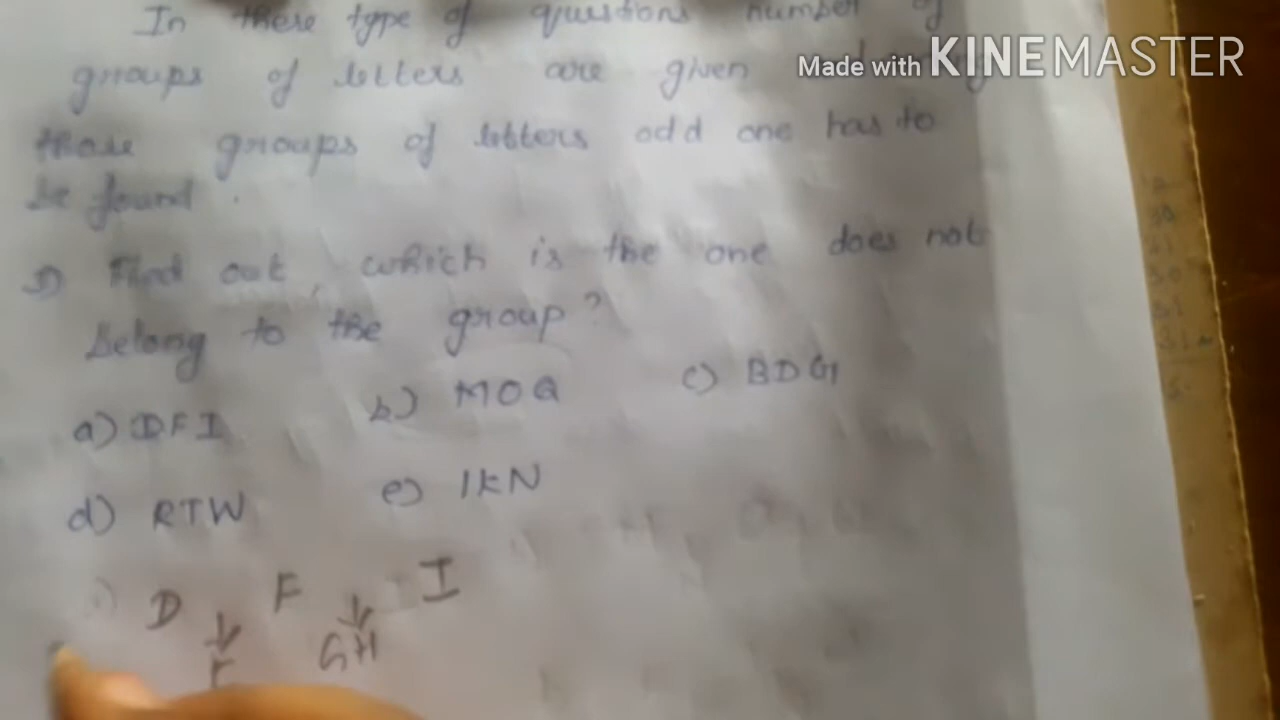 In these type of questions number of
groups of letters are given
Made with KINEMASTER
those groups of letters odd one has to
be found.
1) Find out, which is the one does not
belong to the group?
a) DFI b) MOQ c) BDG
d) RTW e) IKN
D F I
GH